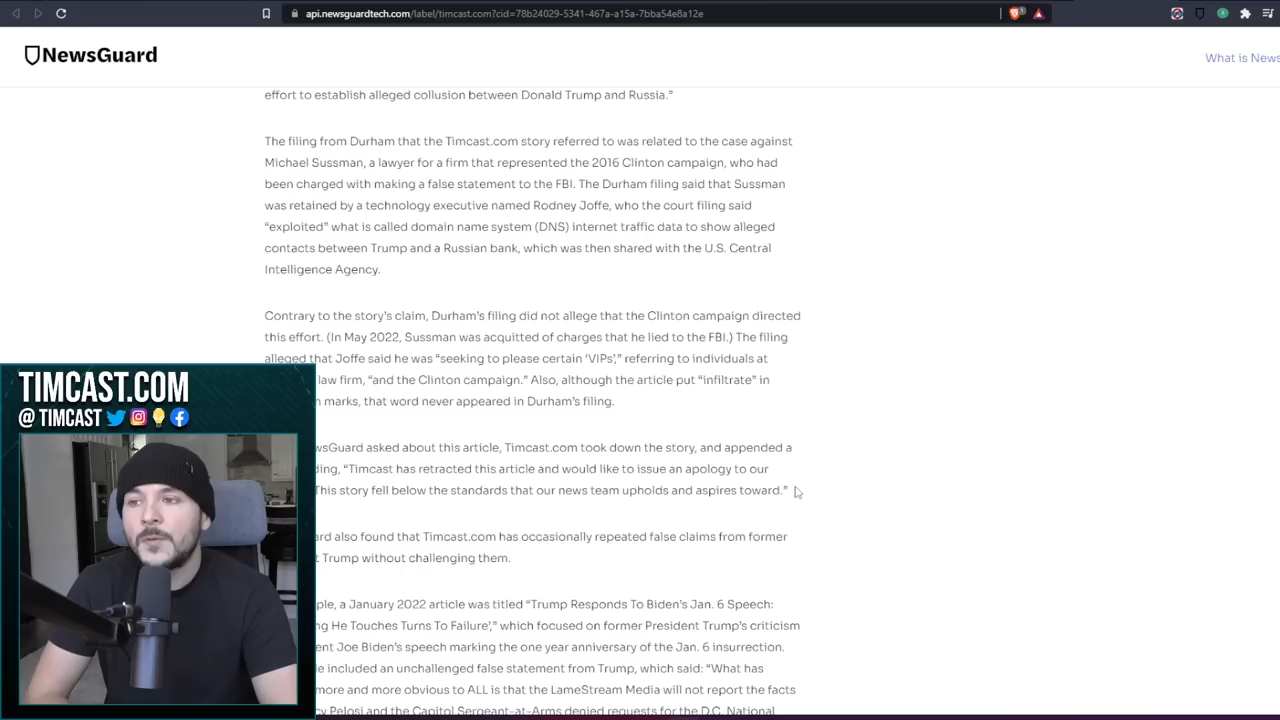 api.newsguardtech.com/label/timcast.com?cid=78b24029-5341-467a-a15a-7bba54e8a12e
NewsGuard
What is News
effort to establish alleged collusion between Donald Trump and Russia.”
The filing from Durham that the Timcast.com story referred to was related to the case against
Michael Sussman, a lawyer for a firm that represented the 2016 Clinton campaign, who had
been charged with making a false statement to the FBI. The Durham filing said that Sussman
was retained by a technology executive named Rodney Joffe, who the court filing said
“exploited” what is called domain name system (DNS) internet traffic data to show alleged
contacts between Trump and a Russian bank, which was then shared with the U.S. Central
Intelligence Agency.
Contrary to the story’s claim, Durham’s filing did not allege that the Clinton campaign directed
this effort. (In May 2022, Sussman was acquitted of charges that he lied to the FBI.) The filing
alleged that Joffe said he was “seeking to please certain ‘VIPs’,” referring to individuals at
law firm, “and the Clinton campaign.” Also, although the article put “infiltrate” in
marks, that word never appeared in Durham’s filing.
wsGuard asked about this article, Timcast.com took down the story, and appended a
ding, “Timcast has retracted this article and would like to issue an apology to our
This story fell below the standards that our news team upholds and aspires toward.”
ard also found that Timcast.com has occasionally repeated false claims from former
t Trump without challenging them.
ple, a January 2022 article was titled “Trump Responds To Biden’s Jan. 6 Speech:
ng He Touches Turns To Failure’,” which focused on former President Trump’s criticism
ent Joe Biden’s speech marking the one year anniversary of the Jan. 6 insurrection.
le included an unchallenged false statement from Trump, which said: “What has
more and more obvious to ALL is that the LameStream Media will not report the facts
cy Pelosi and the Capitol Sergeant-at-Arms denied requests for the D.C. National
TIMCAST.COM
@ TIMCAST